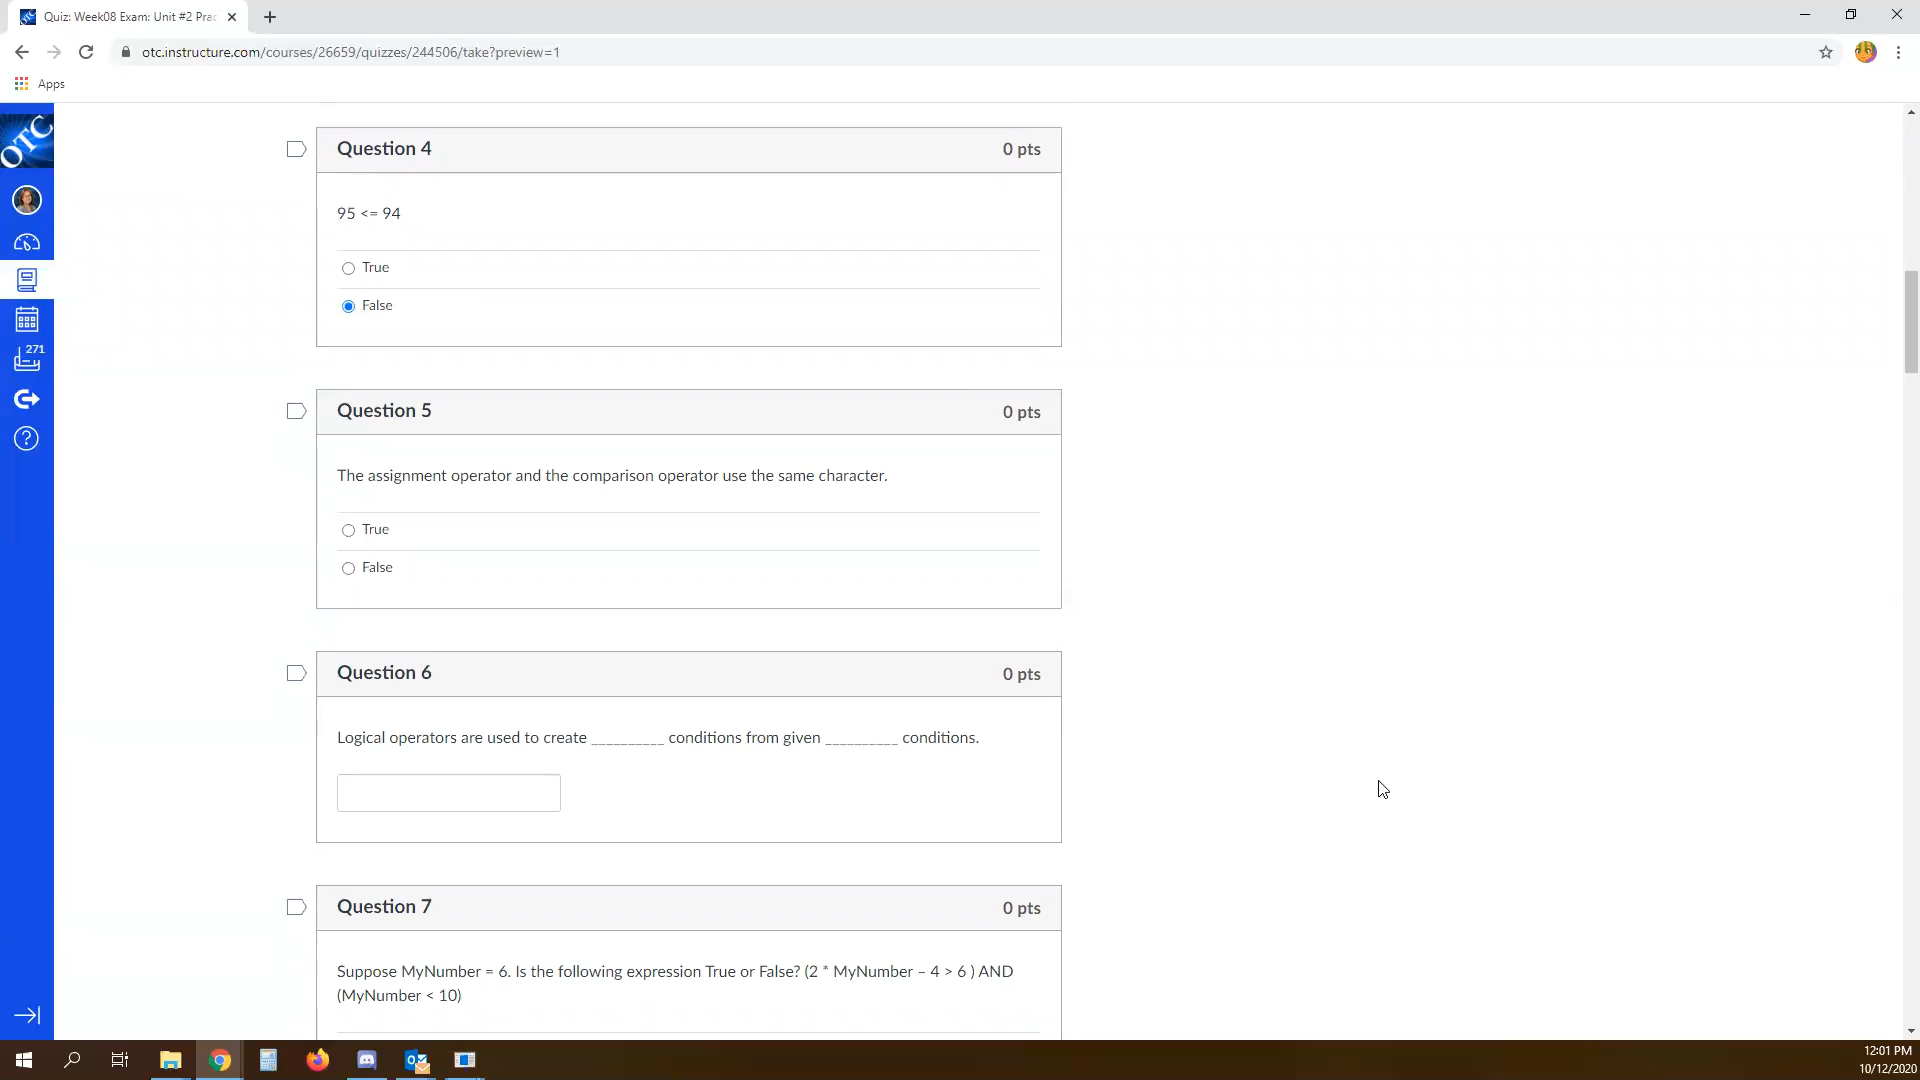 Quiz: Week08 Exam: Unit #2 Prac
otc.instructure.com/courses/26659/quizzes/244506/take?preview=1
Apps
OTC
271
Question 4 0 pts
95 <= 94
True
False
Question 5 0 pts
The assignment operator and the comparison operator use the same character.
True
False
Question 6 0 pts
Logical operators are used to create __________ conditions from given __________ conditions.
Question 7 0 pts
Suppose MyNumber = 6. Is the following expression True or False? (2 * MyNumber – 4 > 6 ) AND
(MyNumber < 10)
12:01 PM
10/12/2020